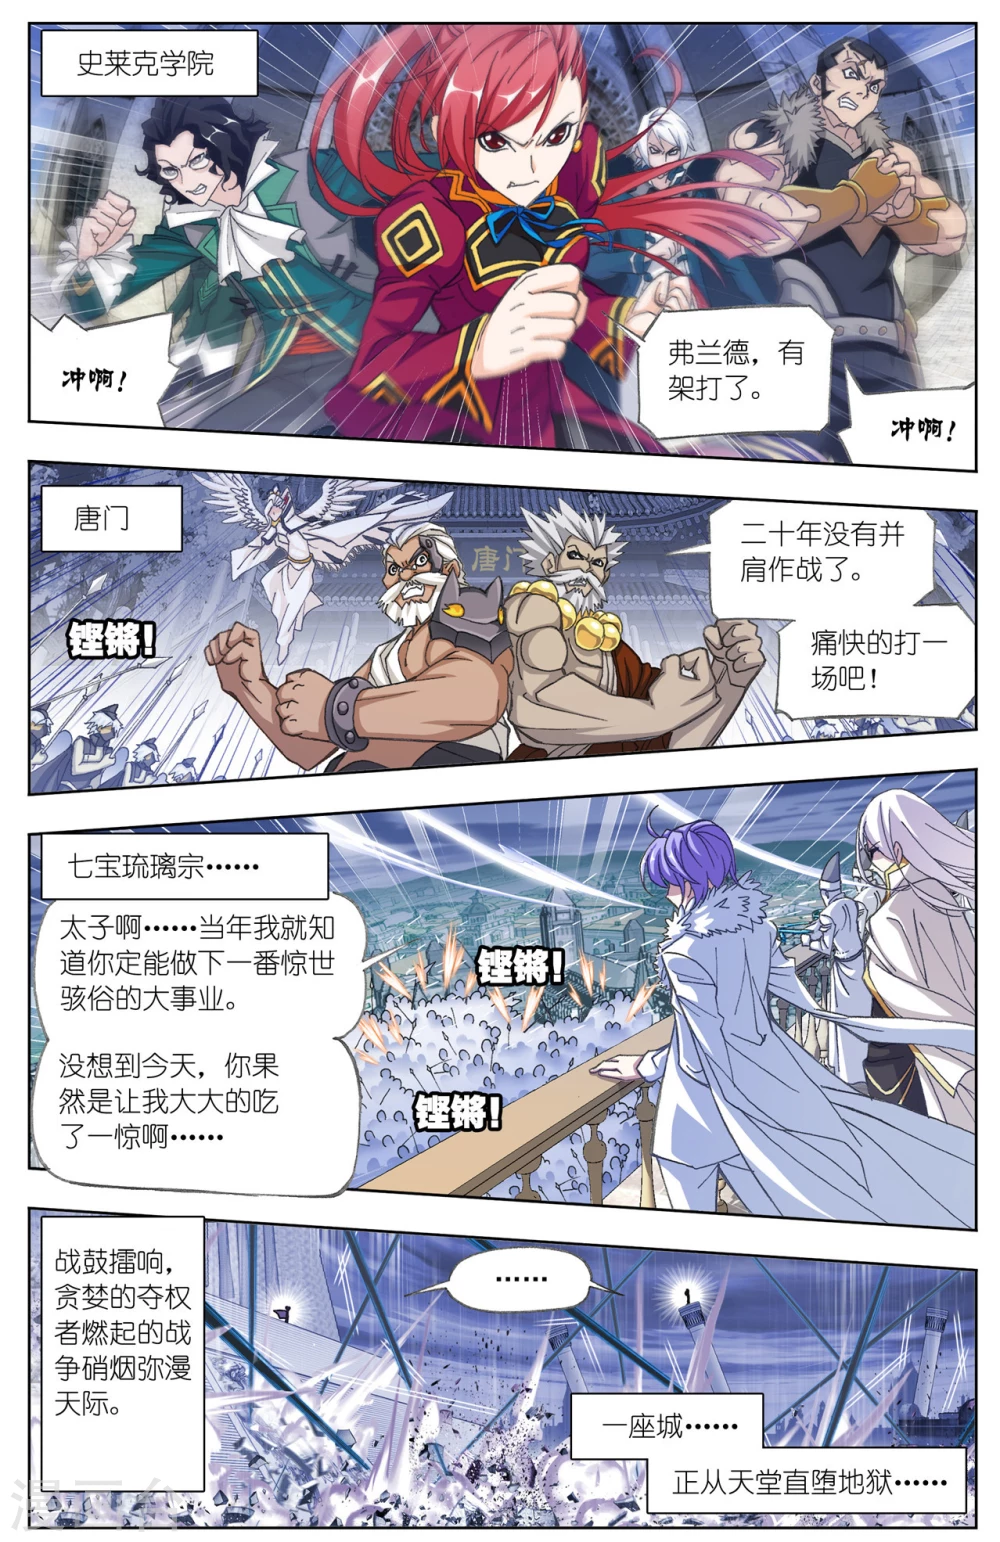 史莱克学院
冲啊！
弗兰德，有
架打了。
冲啊！
唐门
唐门
二十年没有并
肩作战了。
铿锵！
痛快的打一
场吧！
七宝琉璃宗……
太子啊……当年我就知
道你定能做下一番惊世
骇俗的大事业。
没想到今天，你果
然是让我大大的吃
了一惊啊……
铿锵！
铿锵！
战鼓擂响，
贪婪的夺权
者燃起的战
争硝烟弥漫
天际。
……
一座城……
正从天堂直堕地狱……
漫画台